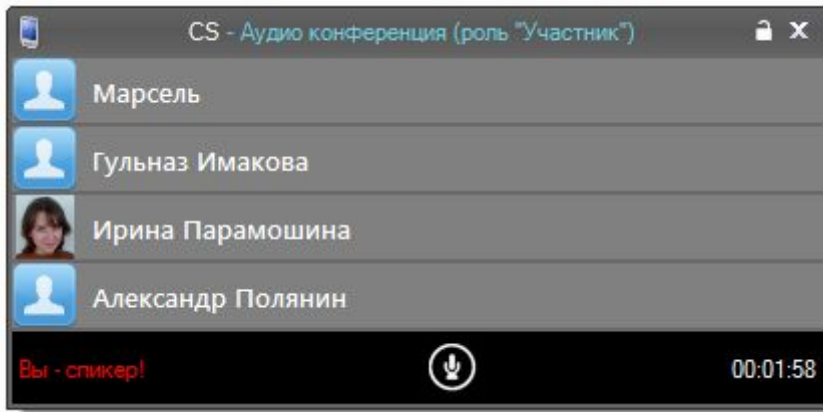 CS - Аудио конференция (роль "Участник")
Марсель
Гульназ Имакова
Ирина Парамошина
Александр Полянин
Вы - спикер! 00:01:58